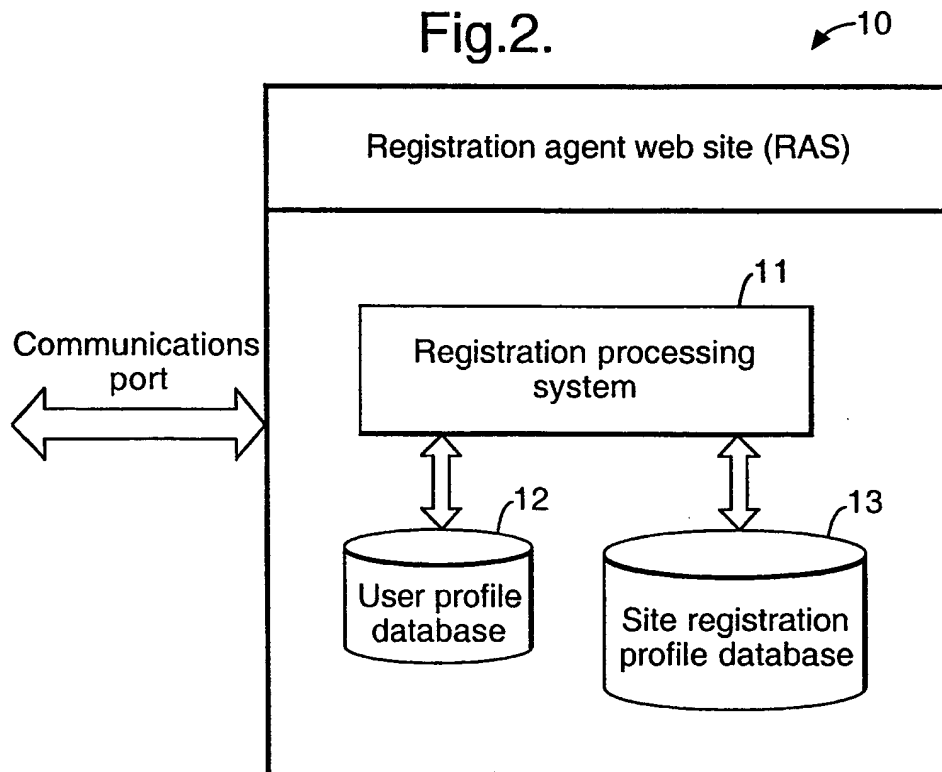 Fig.2.
10
Registration agent web site (RAS)
11
Registration processing
system
Communications
port
12
13
User profile
database
Site registration
profile database